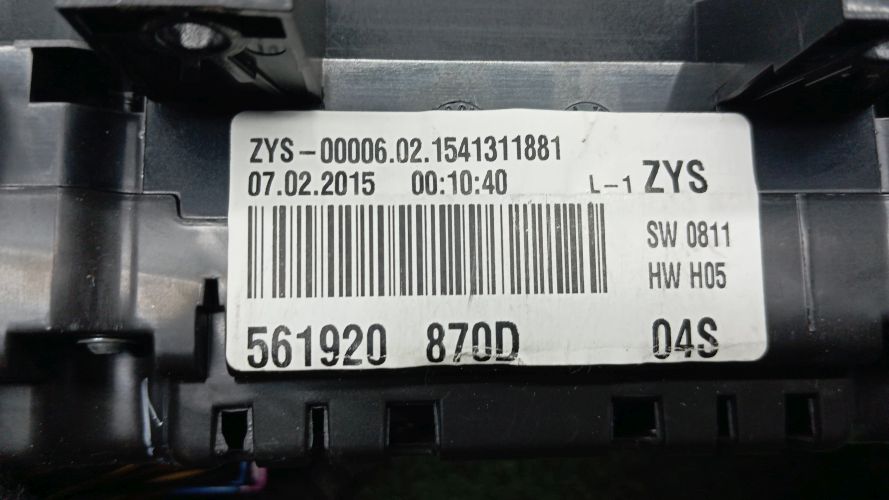 ZYS-00006.02.1541311881
07.02.2015 00:10:40 L-1 ZYS
SW 0811
HW H05
561920 870D 04S